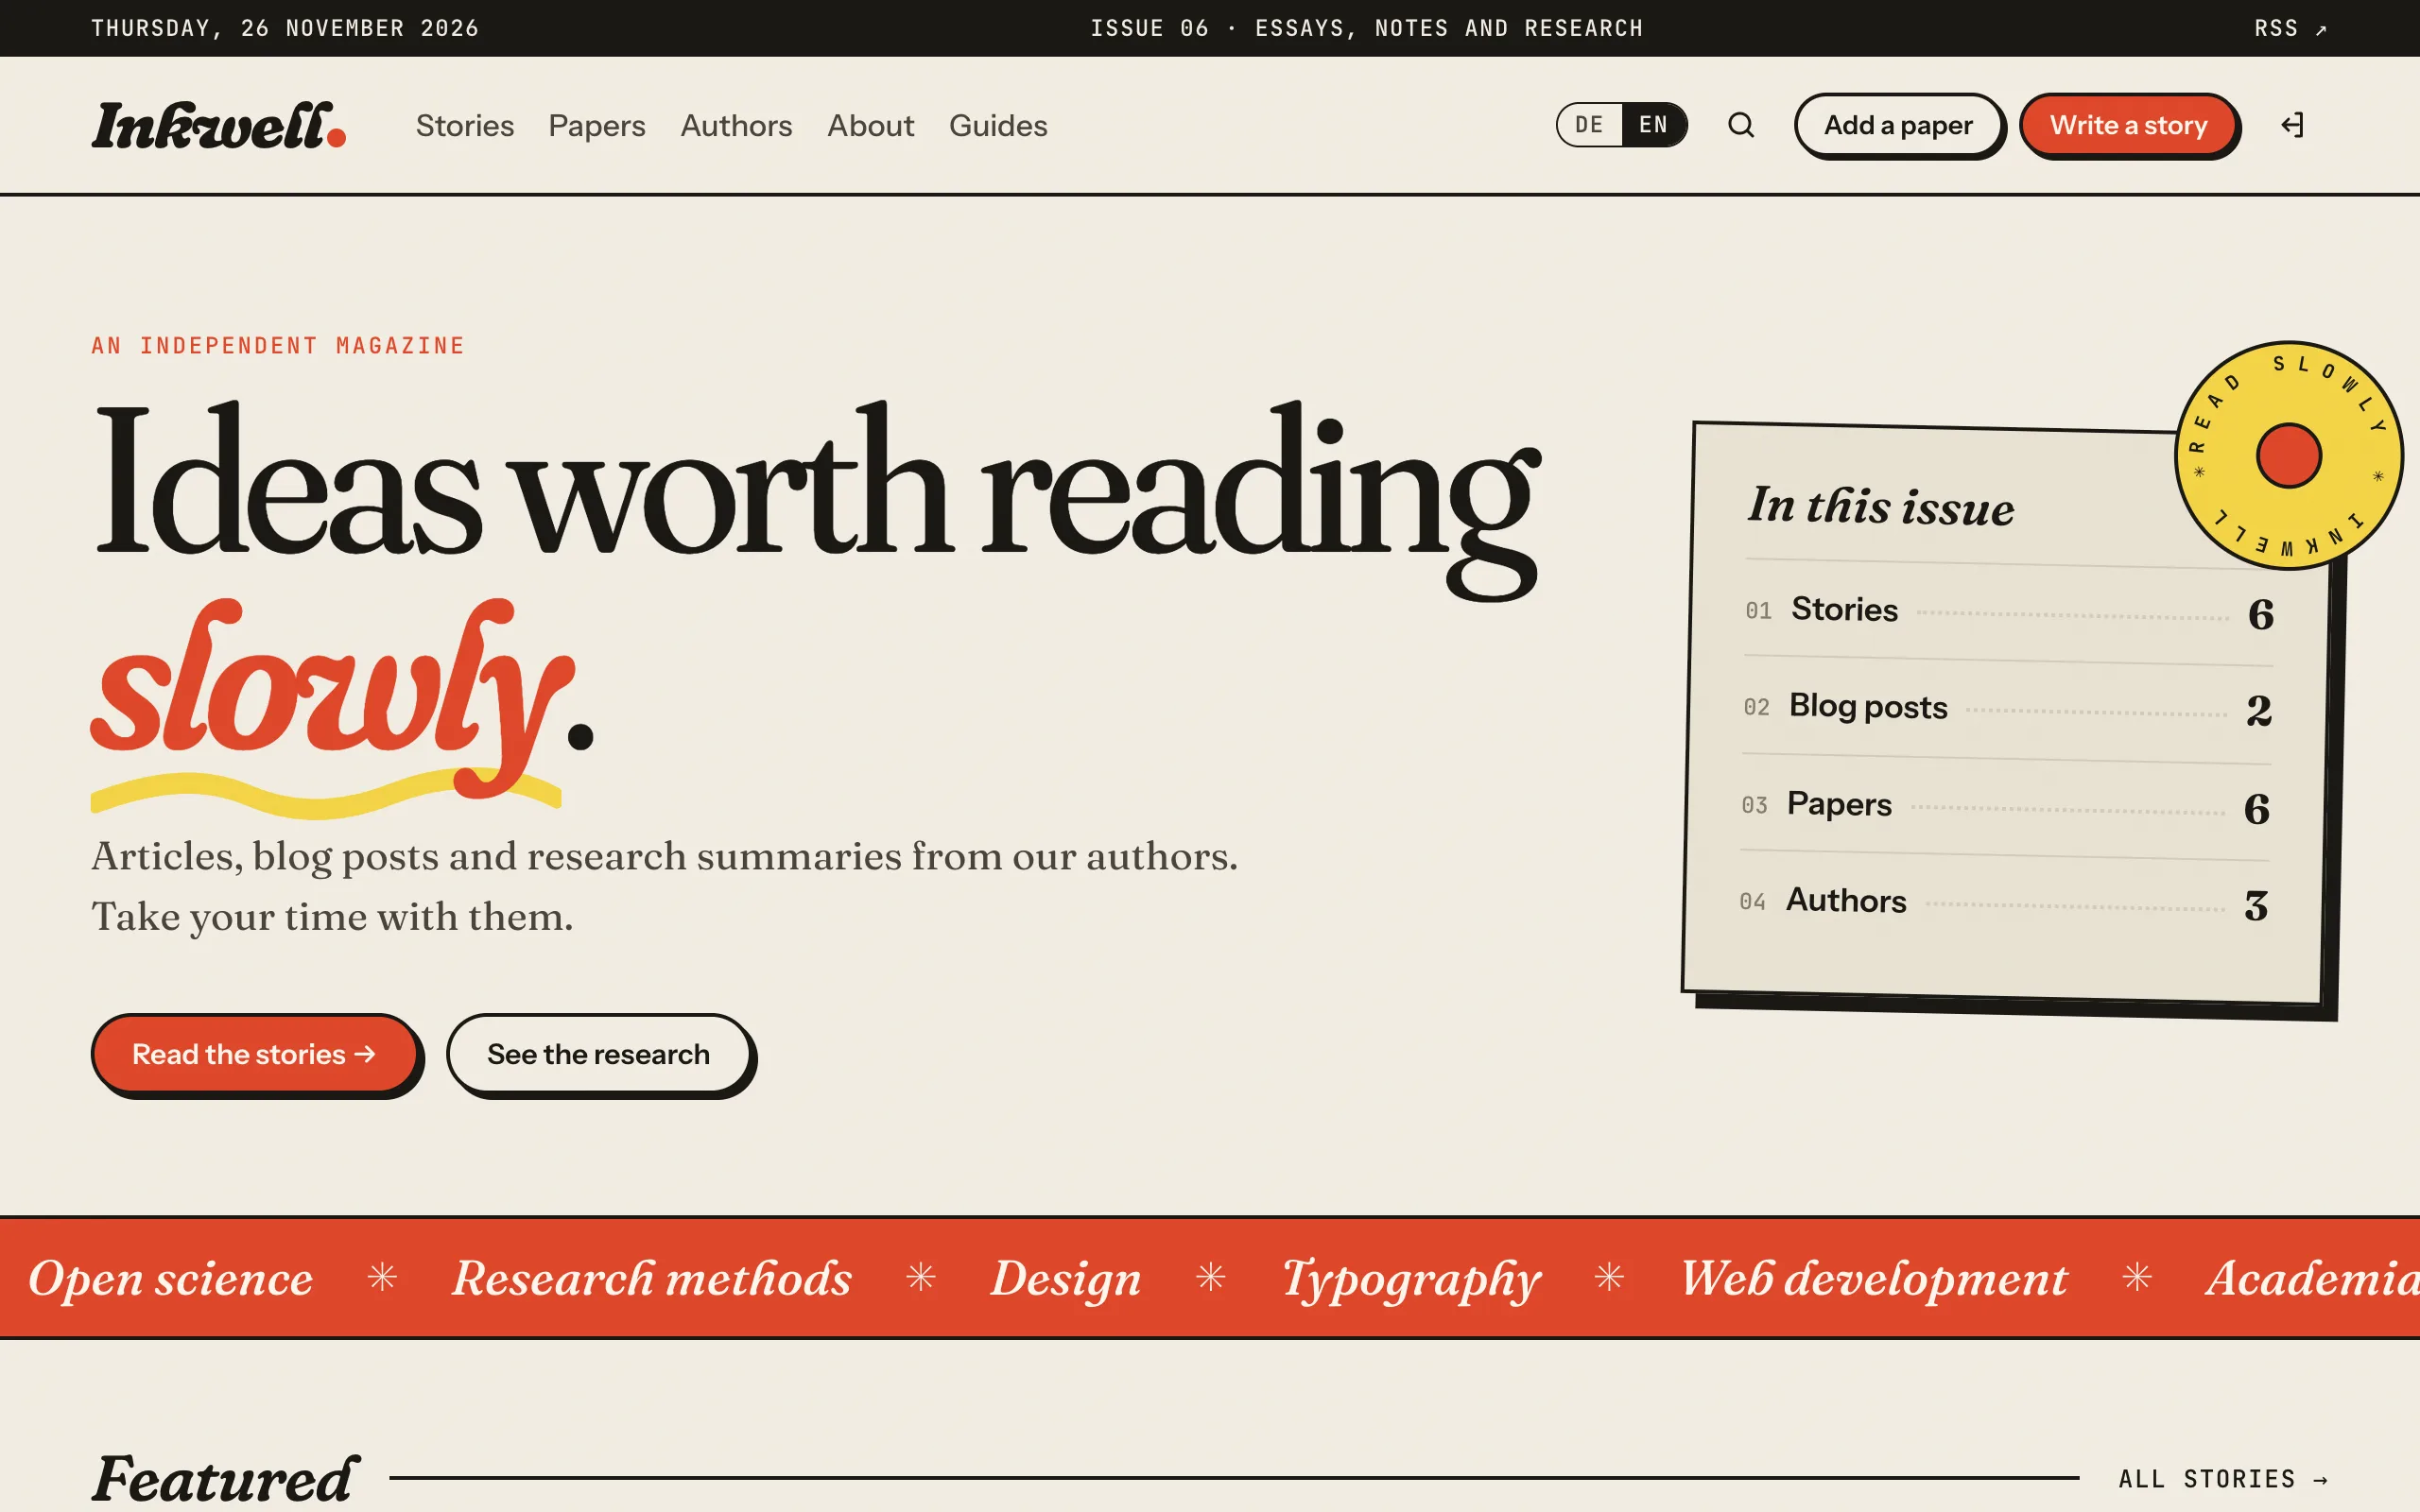 THURSDAY, 26 NOVEMBER 2026
ISSUE 06 · ESSAYS, NOTES AND RESEARCH
RSS ↗
Inkwell.
Stories
Papers
Authors
About
Guides
DE
EN
Add a paper
Write a story
AN INDEPENDENT MAGAZINE
Ideas worth reading
slowly.
Articles, blog posts and research summaries from our authors.
Take your time with them.
Read the stories →
See the research
READ SLOWLY ✳ INKWELL ✳
In this issue
01 Stories 6
02 Blog posts 2
03 Papers 6
04 Authors 3
Open science ✳ Research methods ✳ Design ✳ Typography ✳ Web development ✳ Academia
Featured
ALL STORIES →